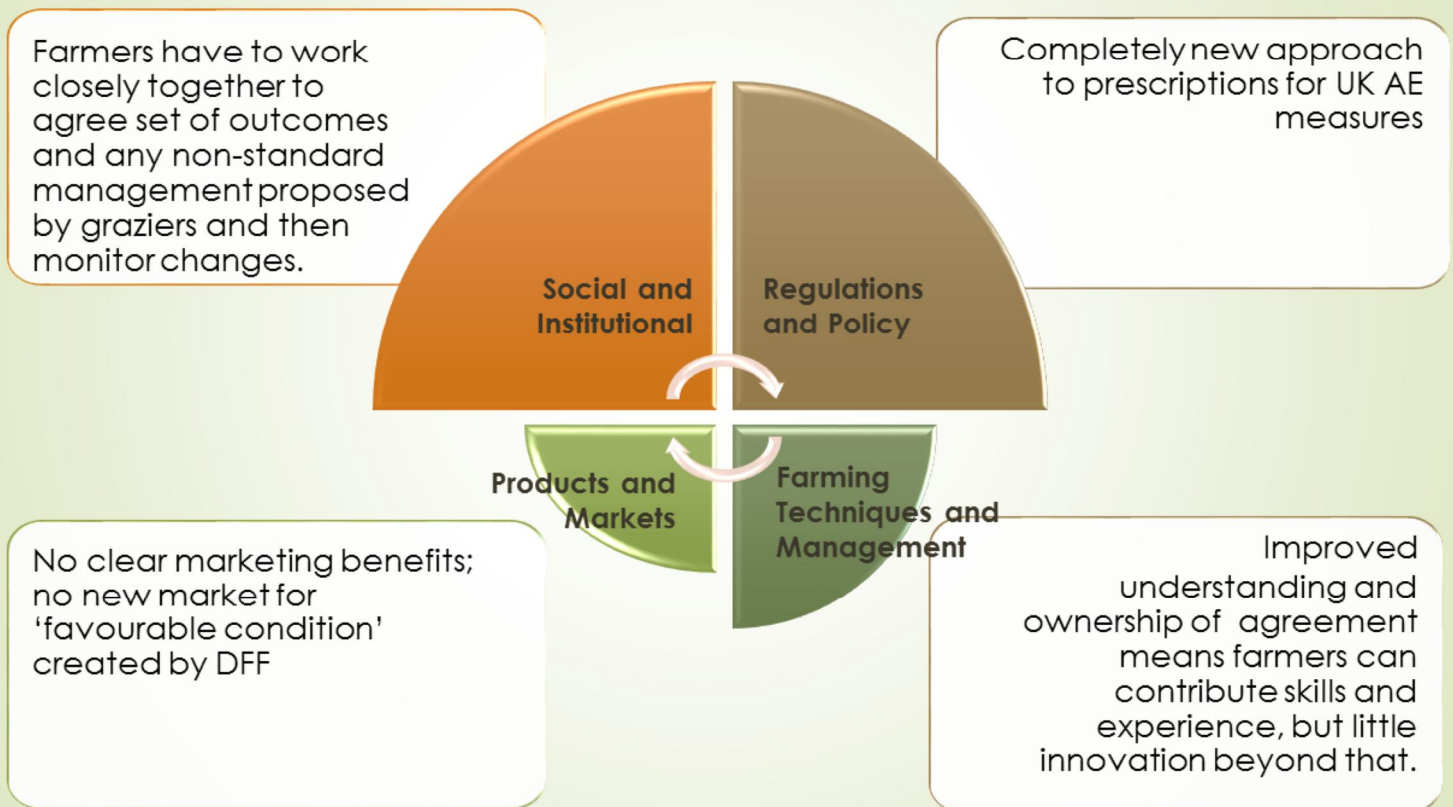 Farmers have to work
closely together to
agree set of outcomes
and any non-standard
management proposed
by graziers and then
monitor changes.
Completely new approach
to prescriptions for UK AE
measures
Social and
Institutional
Regulations
and Policy
Products and
Markets
Farming
Techniques and
Management
No clear marketing benefits;
no new market for
‘favourable condition’
created by DFF
Improved
understanding and
ownership of agreement
means farmers can
contribute skills and
experience, but little
innovation beyond that.